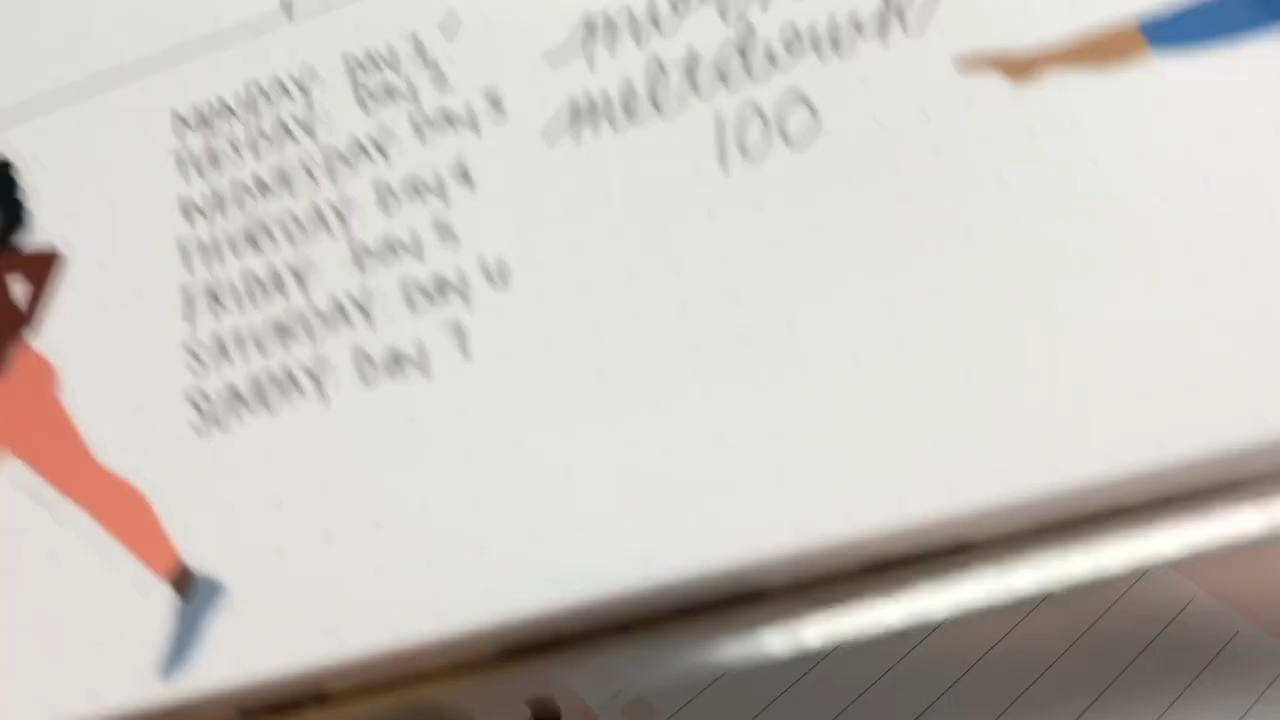 MONDAY DAY 1
TUESDAY DAY 2
WEDNESDAY DAY 3
THURSDAY DAY 4
FRIDAY DAY 5
SATURDAY DAY 6
SUNDAY DAY 7
meltdown
100